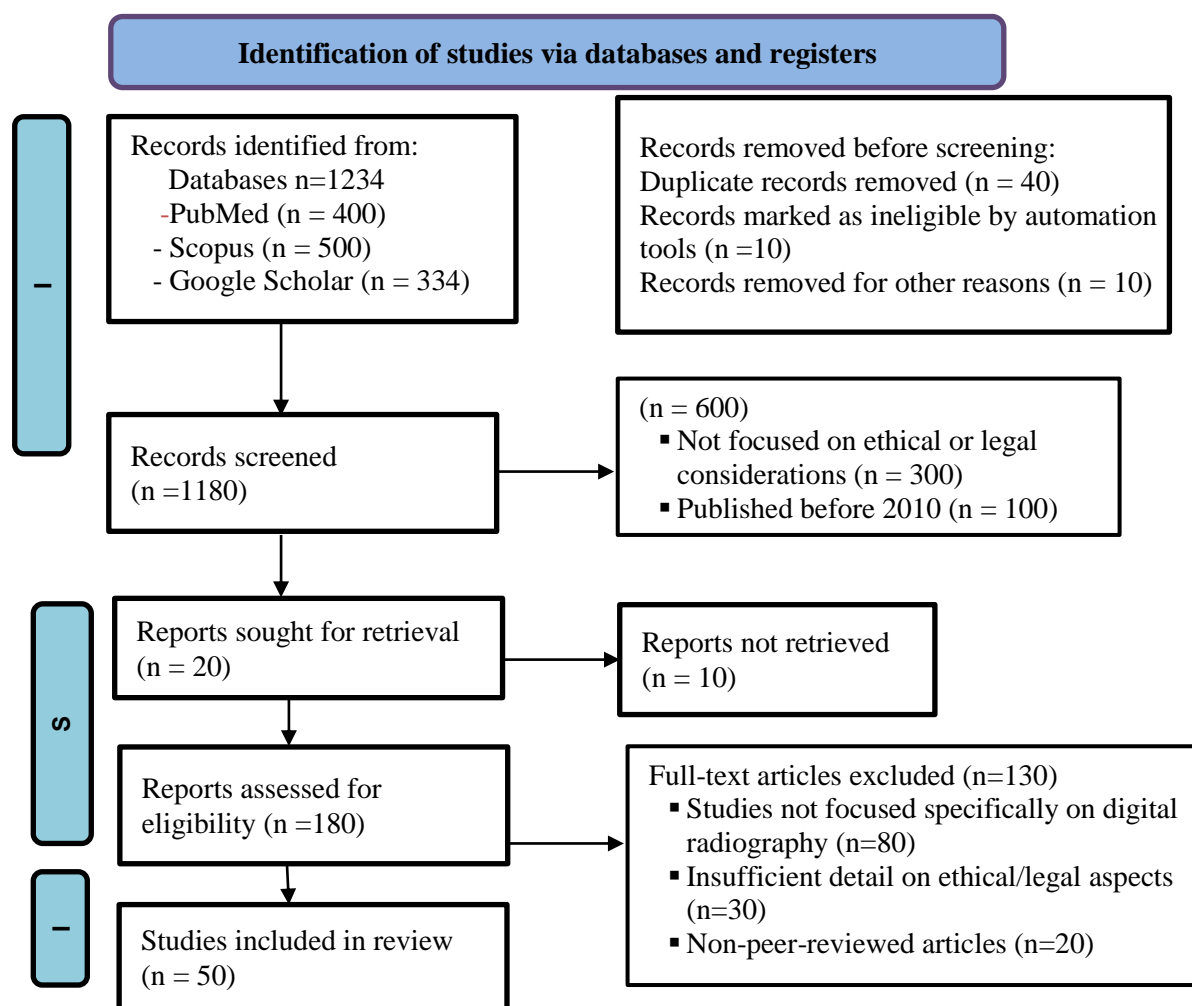 Identification of studies via databases and registers
I
Records identified from:
Databases n=1234
-PubMed (n = 400)
- Scopus (n = 500)
- Google Scholar (n = 334)
Records removed before screening:
Duplicate records removed (n = 40)
Records marked as ineligible by automation
tools (n =10)
Records removed for other reasons (n = 10)
Records screened
(n =1180)
(n = 600)
▪ Not focused on ethical or legal
considerations (n = 300)
▪ Published before 2010 (n = 100)
S
Reports sought for retrieval
(n = 20)
Reports not retrieved
(n = 10)
Reports assessed for
eligibility (n =180)
Full-text articles excluded (n=130)
▪ Studies not focused specifically on digital
radiography (n=80)
▪ Insufficient detail on ethical/legal aspects
(n=30)
▪ Non-peer-reviewed articles (n=20)
I
Studies included in review
(n = 50)